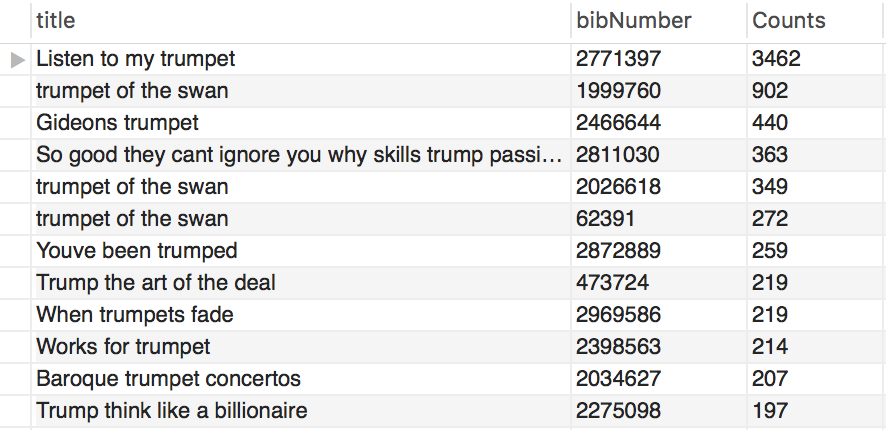 title bibNumber Counts
Listen to my trumpet 2771397 3462
trumpet of the swan 1999760 902
Gideons trumpet 2466644 440
So good they cant ignore you why skills trump passi... 2811030 363
trumpet of the swan 2026618 349
trumpet of the swan 62391 272
Youve been trumped 2872889 259
Trump the art of the deal 473724 219
When trumpets fade 2969586 219
Works for trumpet 2398563 214
Baroque trumpet concertos 2034627 207
Trump think like a billionaire 2275098 197